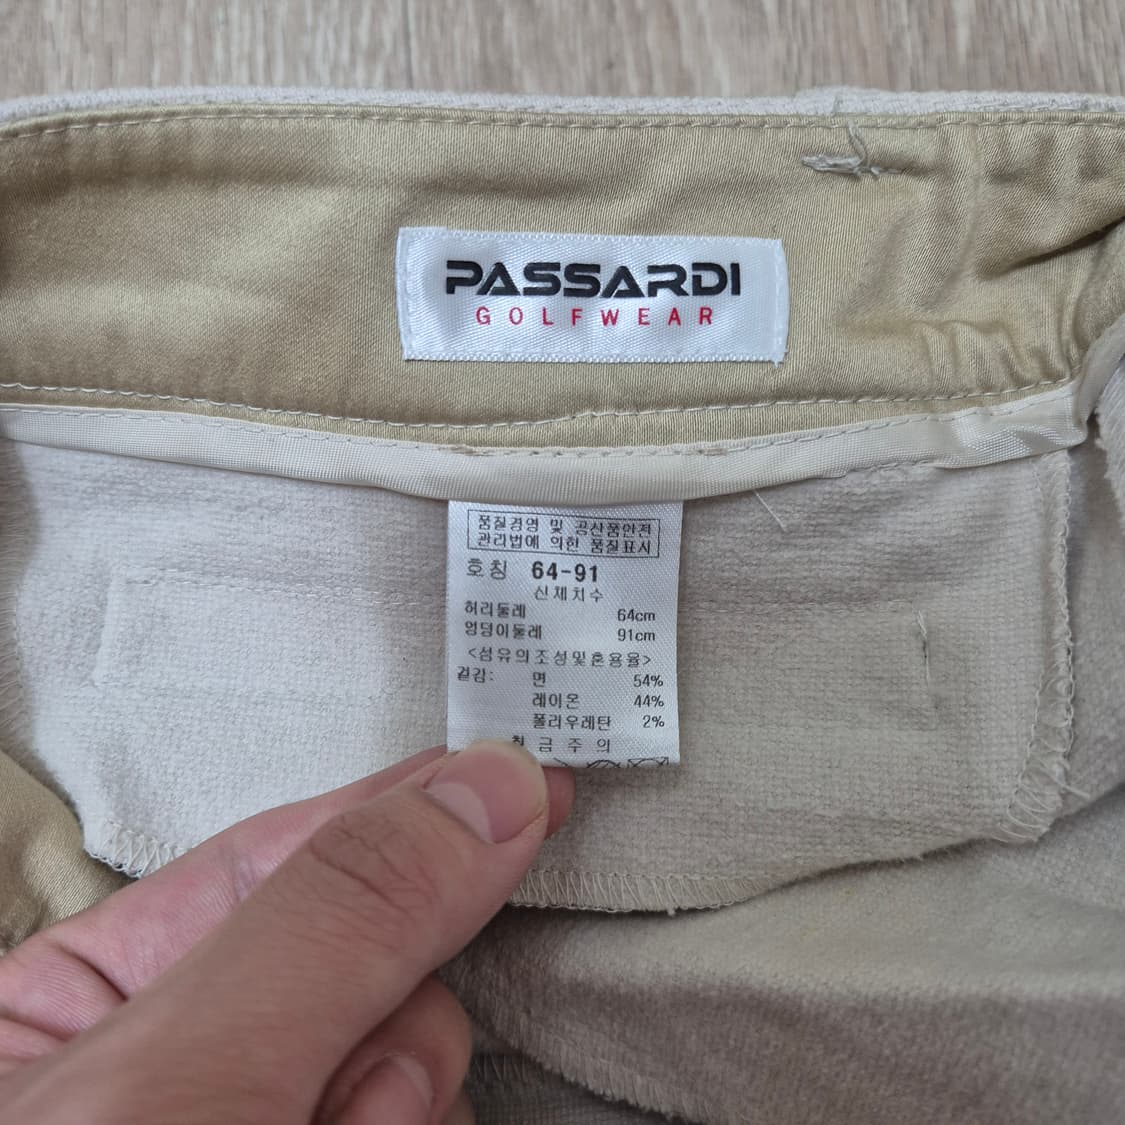 PASSARDI
GOLFWEAR
품질경영 및 공산품안전
관리법에 의한 품질표시
호칭 64-91
신체치수
허리둘레 64cm
엉덩이둘레 91cm
<섬유의조성및혼용율>
겉감: 면 54%
레이온 44%
폴리우레탄 2%
금주의